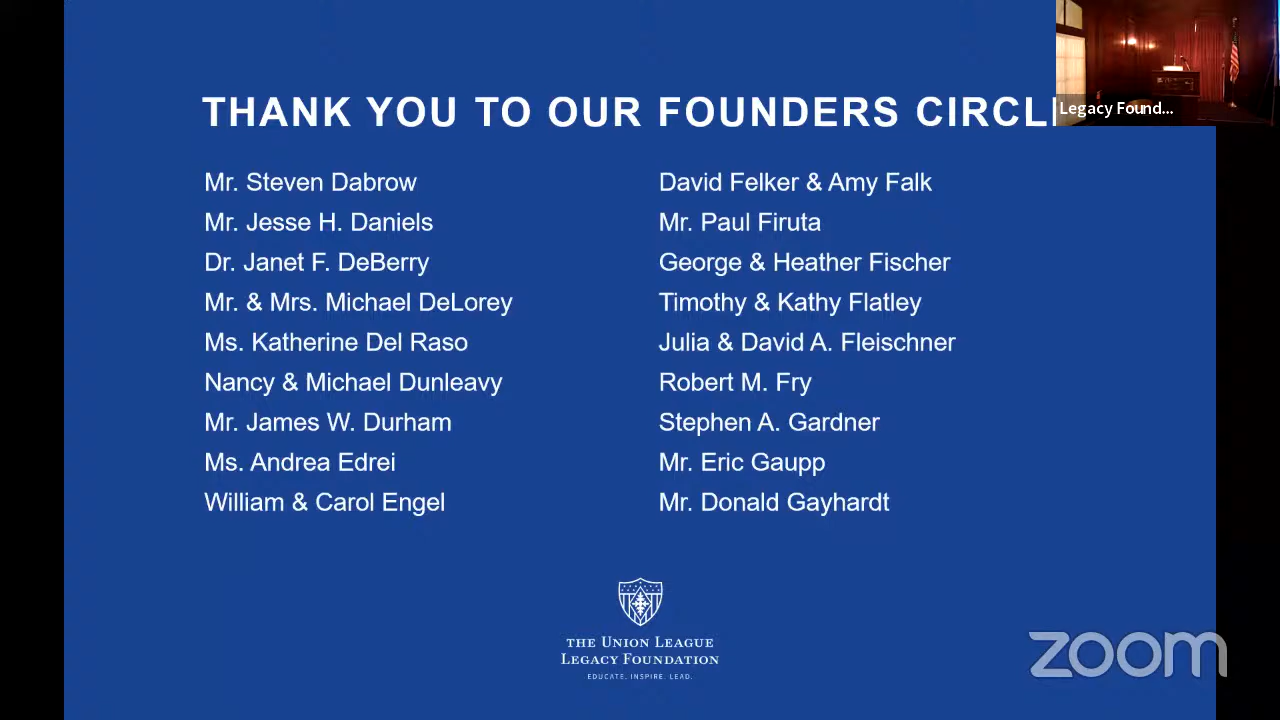 THANK YOU TO OUR FOUNDERS CIRCL
Legacy Found...
Mr. Steven Dabrow
Mr. Jesse H. Daniels
Dr. Janet F. DeBerry
Mr. & Mrs. Michael DeLorey
Ms. Katherine Del Raso
Nancy & Michael Dunleavy
Mr. James W. Durham
Ms. Andrea Edrei
William & Carol Engel
David Felker & Amy Falk
Mr. Paul Firuta
George & Heather Fischer
Timothy & Kathy Flatley
Julia & David A. Fleischner
Robert M. Fry
Stephen A. Gardner
Mr. Eric Gaupp
Mr. Donald Gayhardt
THE UNION LEAGUE
LEGACY FOUNDATION
EDUCATE. INSPIRE. LEAD.
zoom